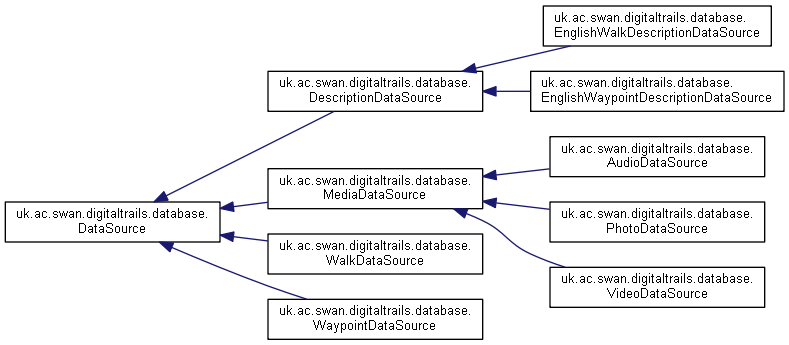 uk.ac.swan.digitaltrails.database.
EnglishWalkDescriptionDataSource
uk.ac.swan.digitaltrails.database.
DescriptionDataSource
uk.ac.swan.digitaltrails.database.
EnglishWaypointDescriptionDataSource
uk.ac.swan.digitaltrails.database.
AudioDataSource
uk.ac.swan.digitaltrails.database.
MediaDataSource
uk.ac.swan.digitaltrails.database.
DataSource
uk.ac.swan.digitaltrails.database.
PhotoDataSource
uk.ac.swan.digitaltrails.database.
WalkDataSource
uk.ac.swan.digitaltrails.database.
VideoDataSource
uk.ac.swan.digitaltrails.database.
WaypointDataSource